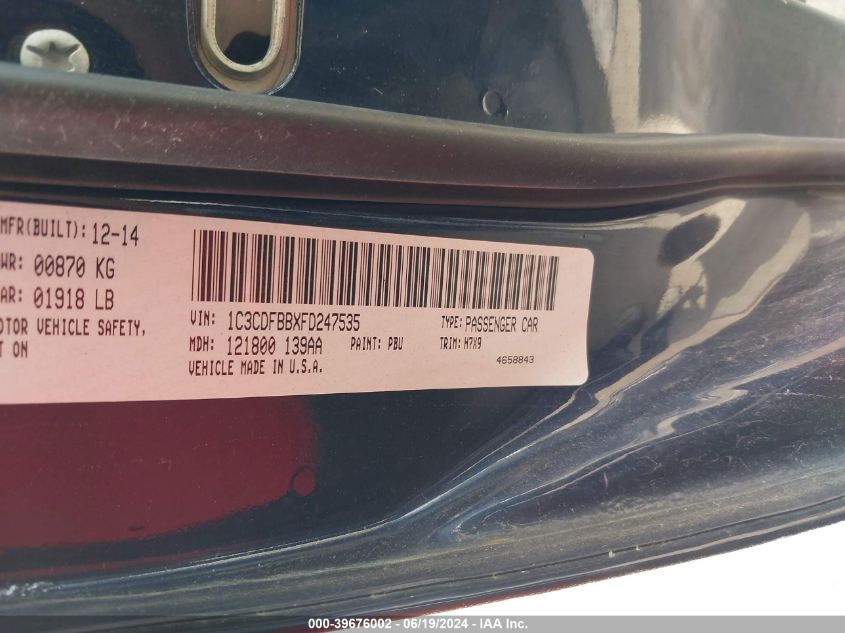 MFR(BUILT): 12-14
WR: 00870 KG
AR: 01918 LB
OTOR VEHICLE SAFETY,
T ON
VIN: 1C3CDFBBXFD247535 TYPE: PASSENGER CAR
MDH: 121800 139AA PAINT: PBU TRIM: H7X9
VEHICLE MADE IN U.S.A. 4658843
000-39676002 - 06/19/2024 - IAA Inc.